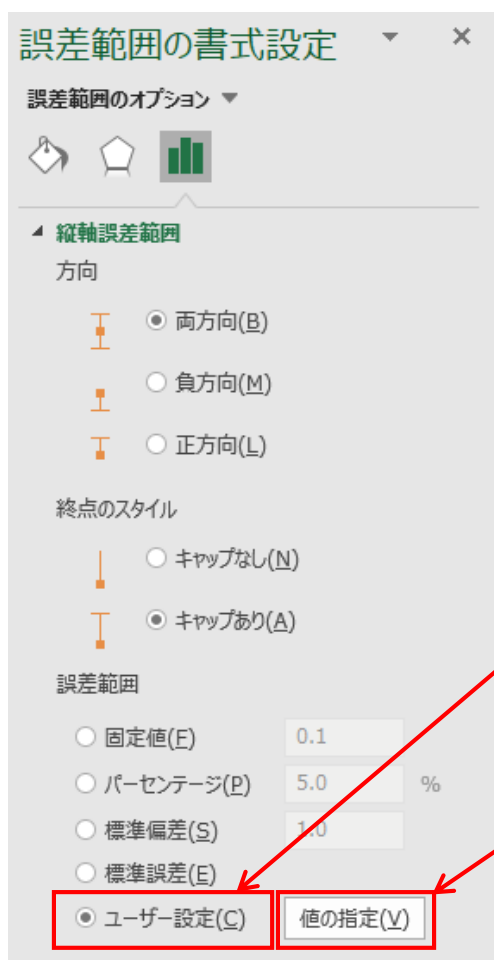 誤差範囲の書式設定
誤差範囲のオプション
縦軸誤差範囲
方向
両方向(B)
負方向(M)
正方向(L)
終点のスタイル
キャップなし(N)
キャップあり(A)
誤差範囲
固定値(F) 0.1
パーセンテージ(P) 5.0 %
標準偏差(S) 1.0
標準誤差(E)
ユーザー設定(C) 値の指定(V)